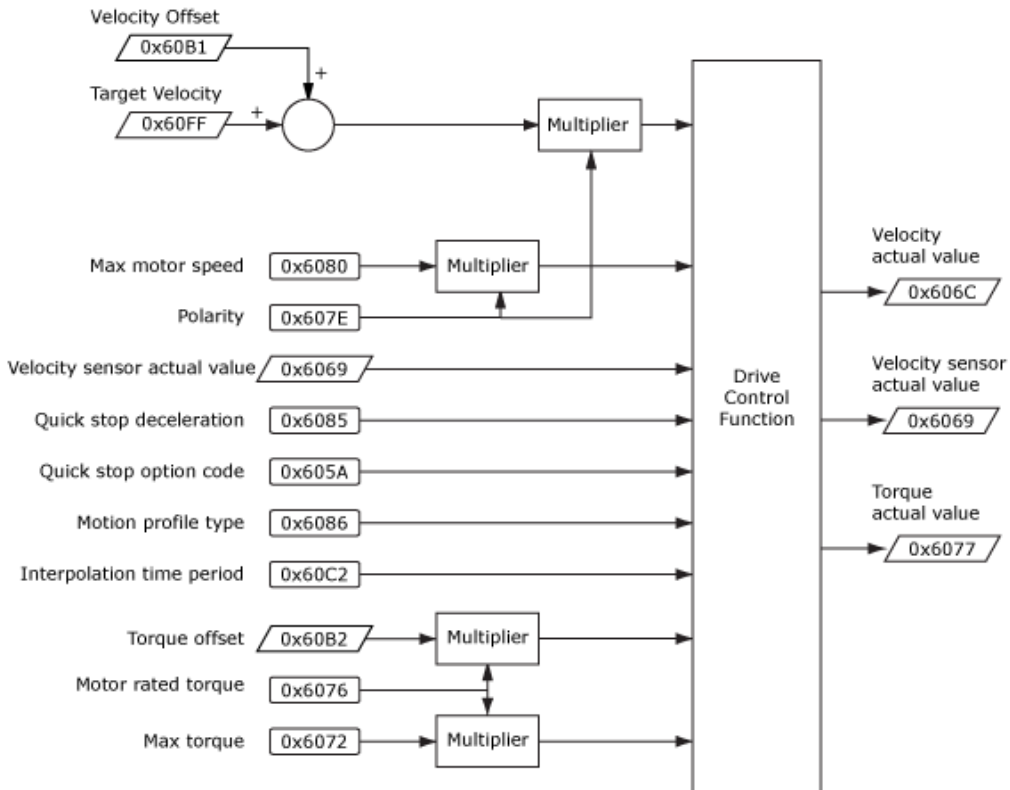 Velocity Offset
0x60B1
+
Target Velocity
+
0x60FF
Multiplier
Max motor speed
0x6080
Multiplier
Polarity
0x607E
Velocity sensor actual value
0x6069
Quick stop deceleration
0x6085
Quick stop option code
0x605A
Motion profile type
0x6086
Interpolation time period
0x60C2
Torque offset
0x60B2
Multiplier
Motor rated torque
0x6076
Max torque
0x6072
Multiplier
Drive
Control
Function
Velocity
actual value
0x606C
Velocity sensor
actual value
0x6069
Torque
actual value
0x6077